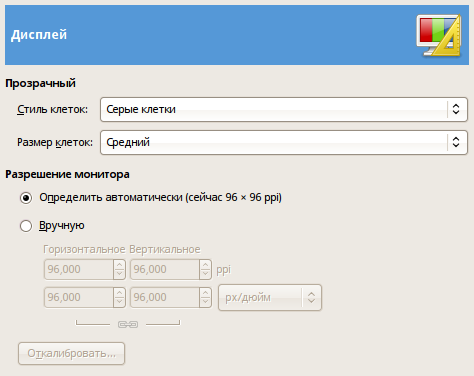 Дисплей
Прозрачный
Стиль клеток: Серые клетки
Размер клеток: Средний
Разрешение монитора
Определить автоматически (сейчас 96 × 96 ppi)
Вручную
Горизонтальное Вертикальное
96,000 96,000 ppi
96,000 96,000 px/дюйм
Откалибровать...